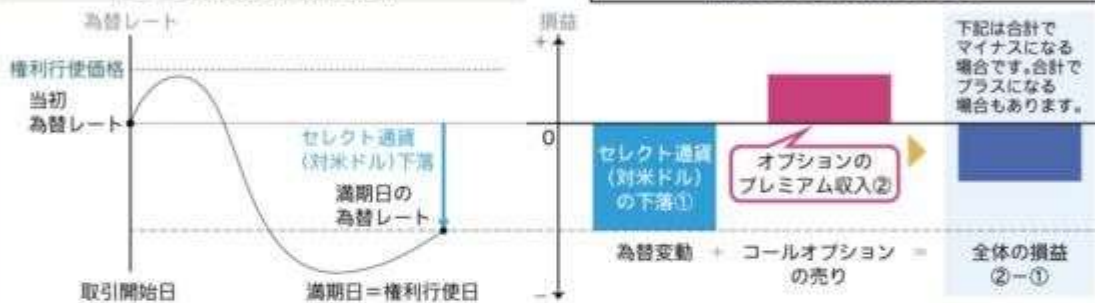 為替レート
権利行使価格
当初
為替レート
セレクト通貨
(対米ドル)下落
満期日の
為替レート
取引開始日
満期日=権利行使日
損益
+
0
−
セレクト通貨
(対米ドル)
の下落①
オプションの
プレミアム収入②
下記は合計で
マイナスになる
場合です。合計で
プラスになる
場合もあります。
為替変動 + コールオプション = 全体の損益
の売り ②−①